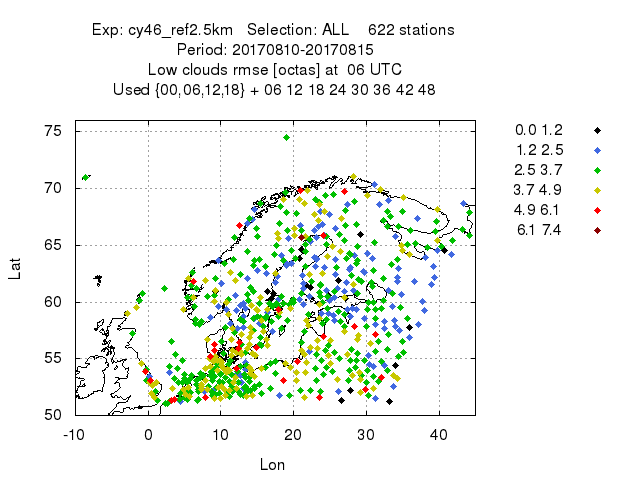 Exp: cy46_ref2.5km Selection: ALL 622 stations
Period: 20170810-20170815
Low clouds rmse [octas] at 06 UTC
Used {00,06,12,18} + 06 12 18 24 30 36 42 48
75
70
65
60
55
50
Lat
-10 0 10 20 30 40
Lon
0.0 1.2
1.2 2.5
2.5 3.7
3.7 4.9
4.9 6.1
6.1 7.4